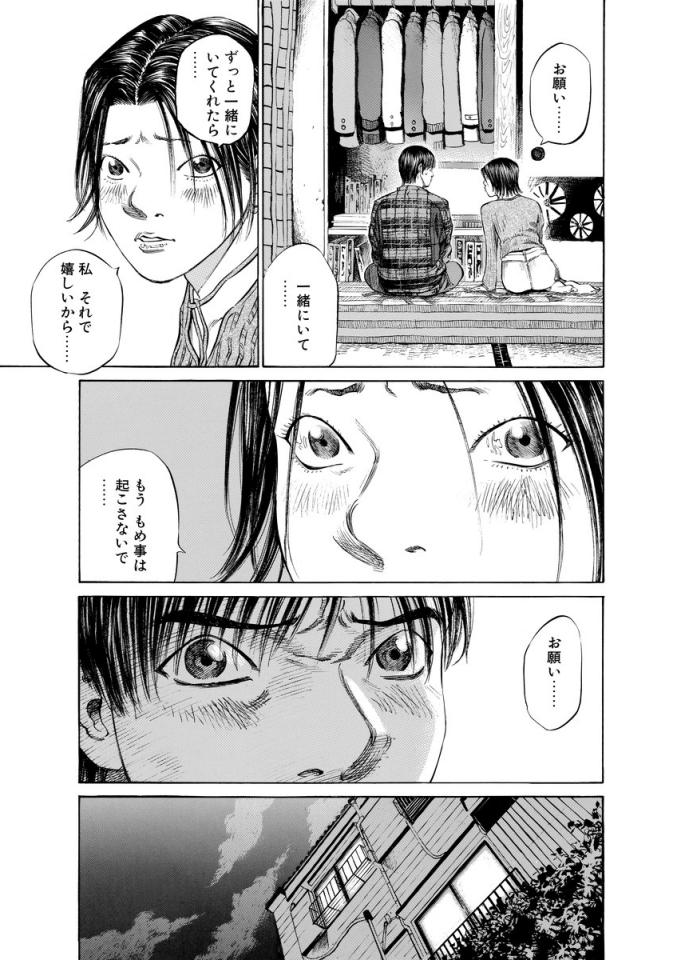 お願い……
一緒にいて
……
ずっと一緒に
いてくれたら
……
私 それで
嬉しいから……
もう もめ事は
起こさないで
……
お願い……